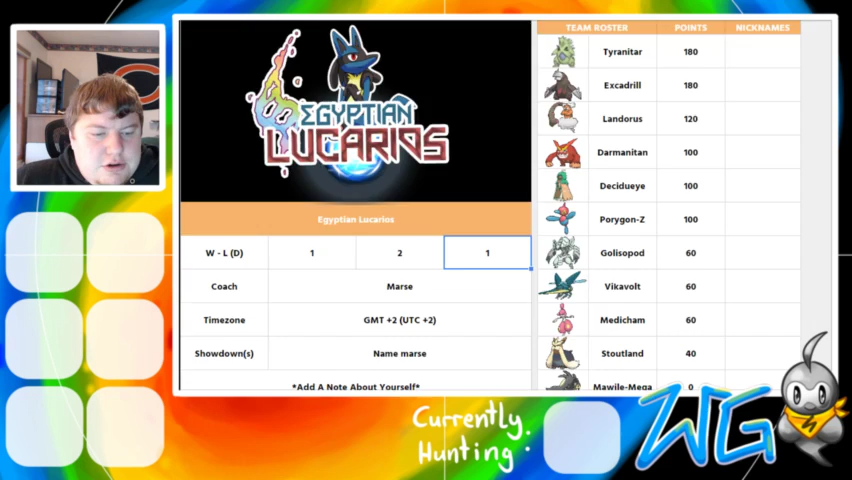 EGYPTIAN
LUCARIOS
Egyptian Lucarios
W - L (D) 1 2 1
Coach Marse
Timezone GMT +2 (UTC +2)
Showdown(s) Name marse
*Add A Note About Yourself*
TEAM ROSTER POINTS NICKNAMES
Tyranitar 180
Excadrill 180
Landorus 120
Darmanitan 100
Decidueye 100
Porygon-Z 100
Golisopod 60
Vikavolt 60
Medicham 60
Stoutland 40
Mawile-Mega 0
Currently
Hunting :
WG